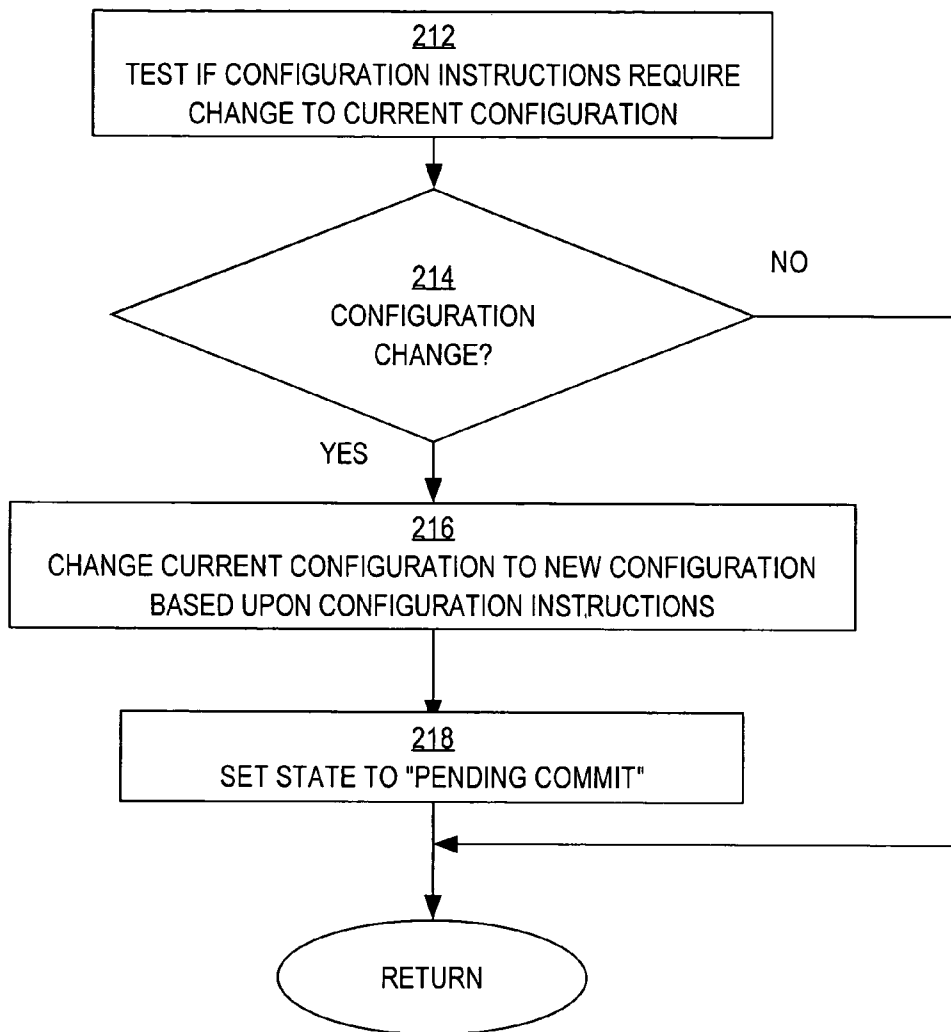 212
TEST IF CONFIGURATION INSTRUCTIONS REQUIRE
CHANGE TO CURRENT CONFIGURATION
214
CONFIGURATION
CHANGE?
NO
YES
216
CHANGE CURRENT CONFIGURATION TO NEW CONFIGURATION
BASED UPON CONFIGURATION INSTRUCTIONS
218
SET STATE TO "PENDING COMMIT"
RETURN